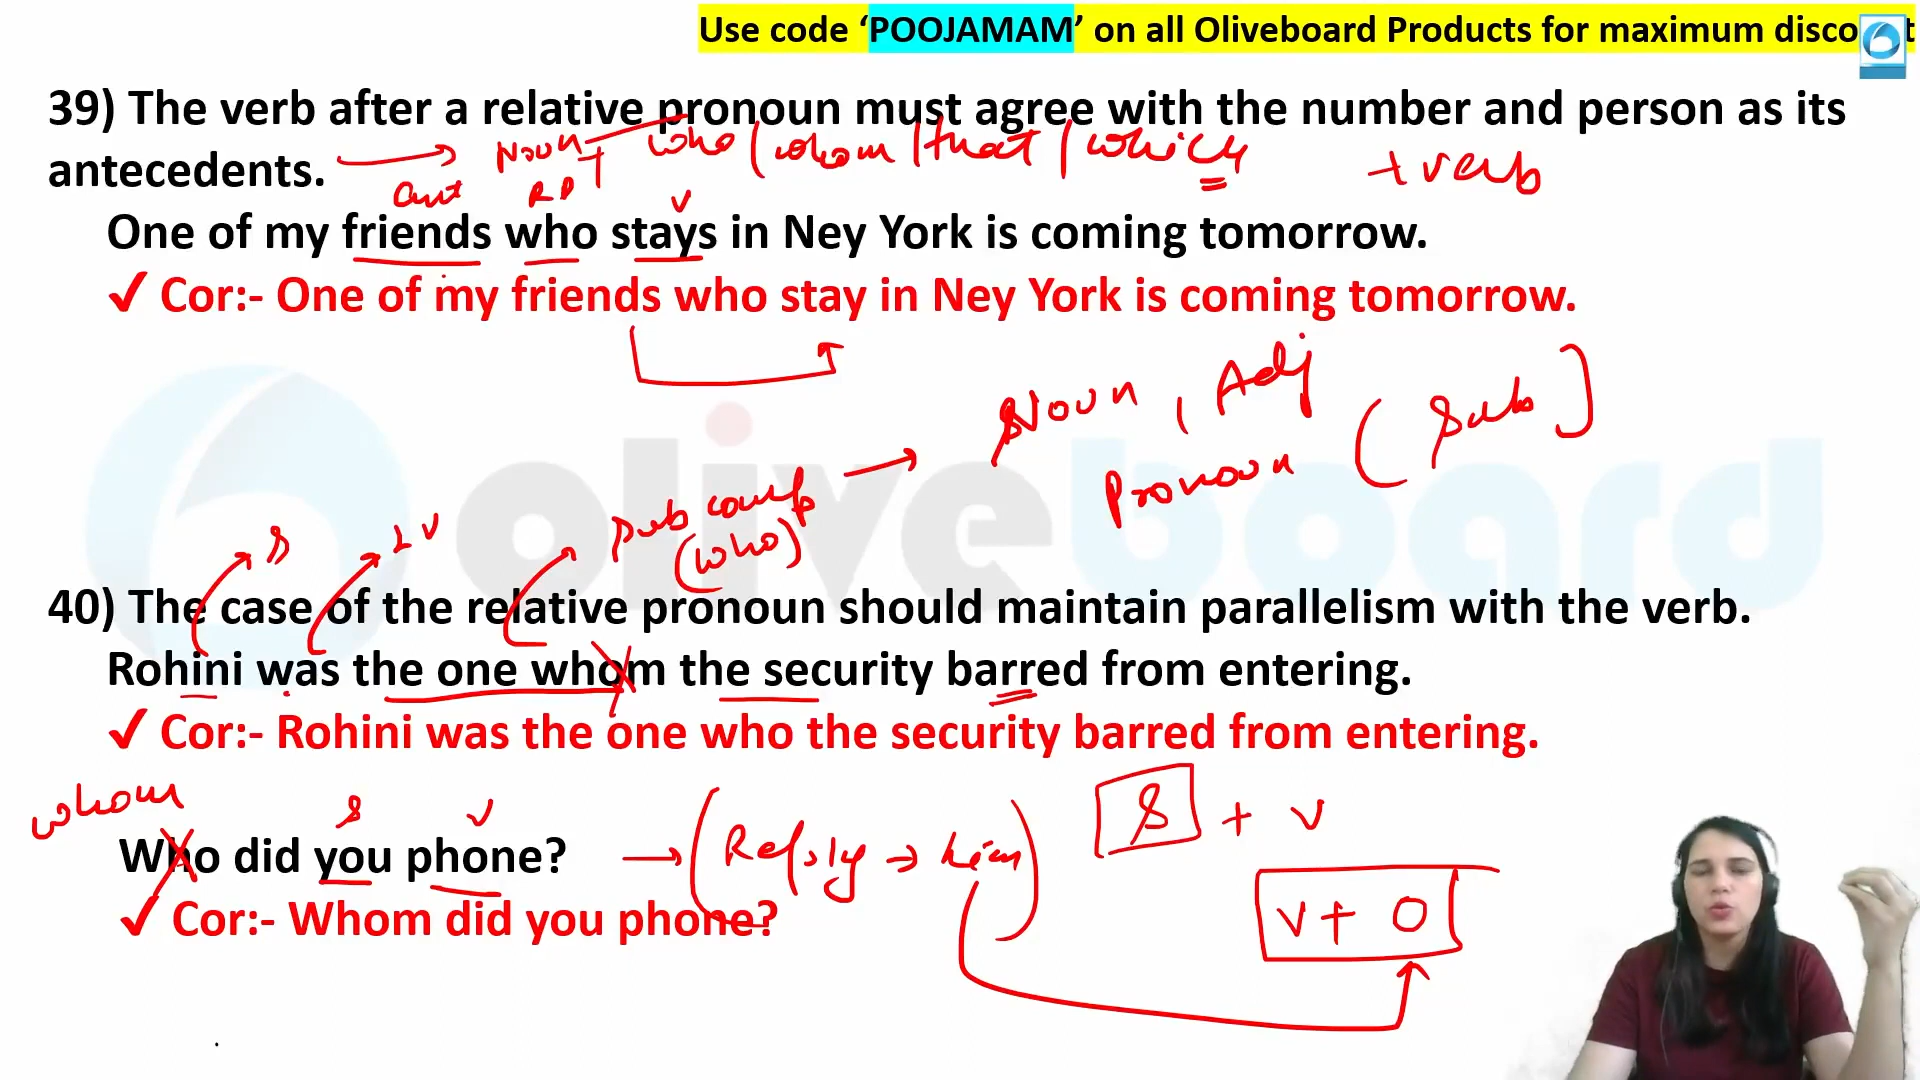 Use code ‘POOJAMAM’ on all Oliveboard Products for maximum disco t
39) The verb after a relative pronoun must agree with the number and person as its
Noun who / whom / that / which + verb
antecedents.
Ant RP V
One of my friends who stays in Ney York is coming tomorrow.
✓ Cor:- One of my friends who stay in Ney York is coming tomorrow.
Noun, Adj
Pronoun (Sub]
oliveboard
S LV Sub comp
(who)
40) The case of the relative pronoun should maintain parallelism with the verb.
Rohini was the one whom the security barred from entering.
✓ Cor:- Rohini was the one who the security barred from entering.
whom S V
S + V
Who did you phone?
(Reply → him)
V + O
✓ Cor:- Whom did you phone?